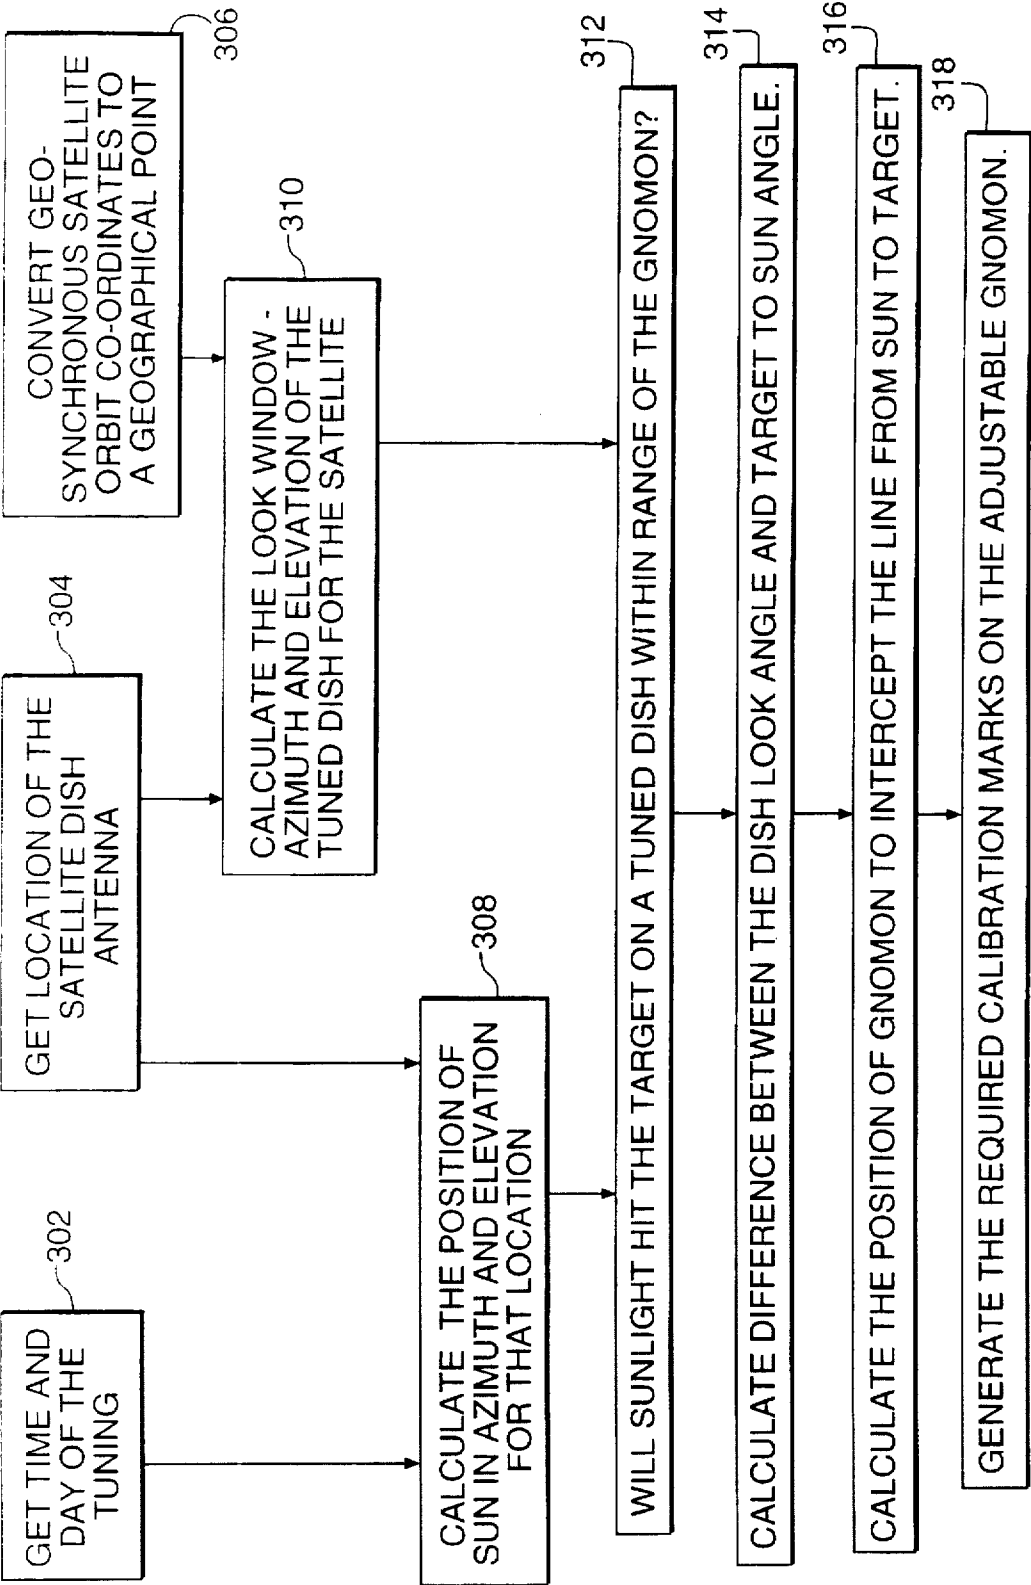 GET TIME AND
DAY OF THE
TUNING
302
GET LOCATION OF THE
SATELLITE DISH
ANTENNA
304
CONVERT GEO-
SYNCHRONOUS SATELLITE
ORBIT CO-ORDINATES TO
A GEOGRAPHICAL POINT
306
CALCULATE THE LOOK WINDOW -
AZIMUTH AND ELEVATION OF THE
TUNED DISH FOR THE SATELLITE
310
CALCULATE THE POSITION OF
SUN IN AZIMUTH AND ELEVATION
FOR THAT LOCATION
308
WILL SUNLIGHT HIT THE TARGET ON A TUNED DISH WITHIN RANGE OF THE GNOMON?
312
CALCULATE DIFFERENCE BETWEEN THE DISH LOOK ANGLE AND TARGET TO SUN ANGLE.
314
CALCULATE THE POSITION OF GNOMON TO INTERCEPT THE LINE FROM SUN TO TARGET.
316
GENERATE THE REQUIRED CALIBRATION MARKS ON THE ADJUSTABLE GNOMON.
318